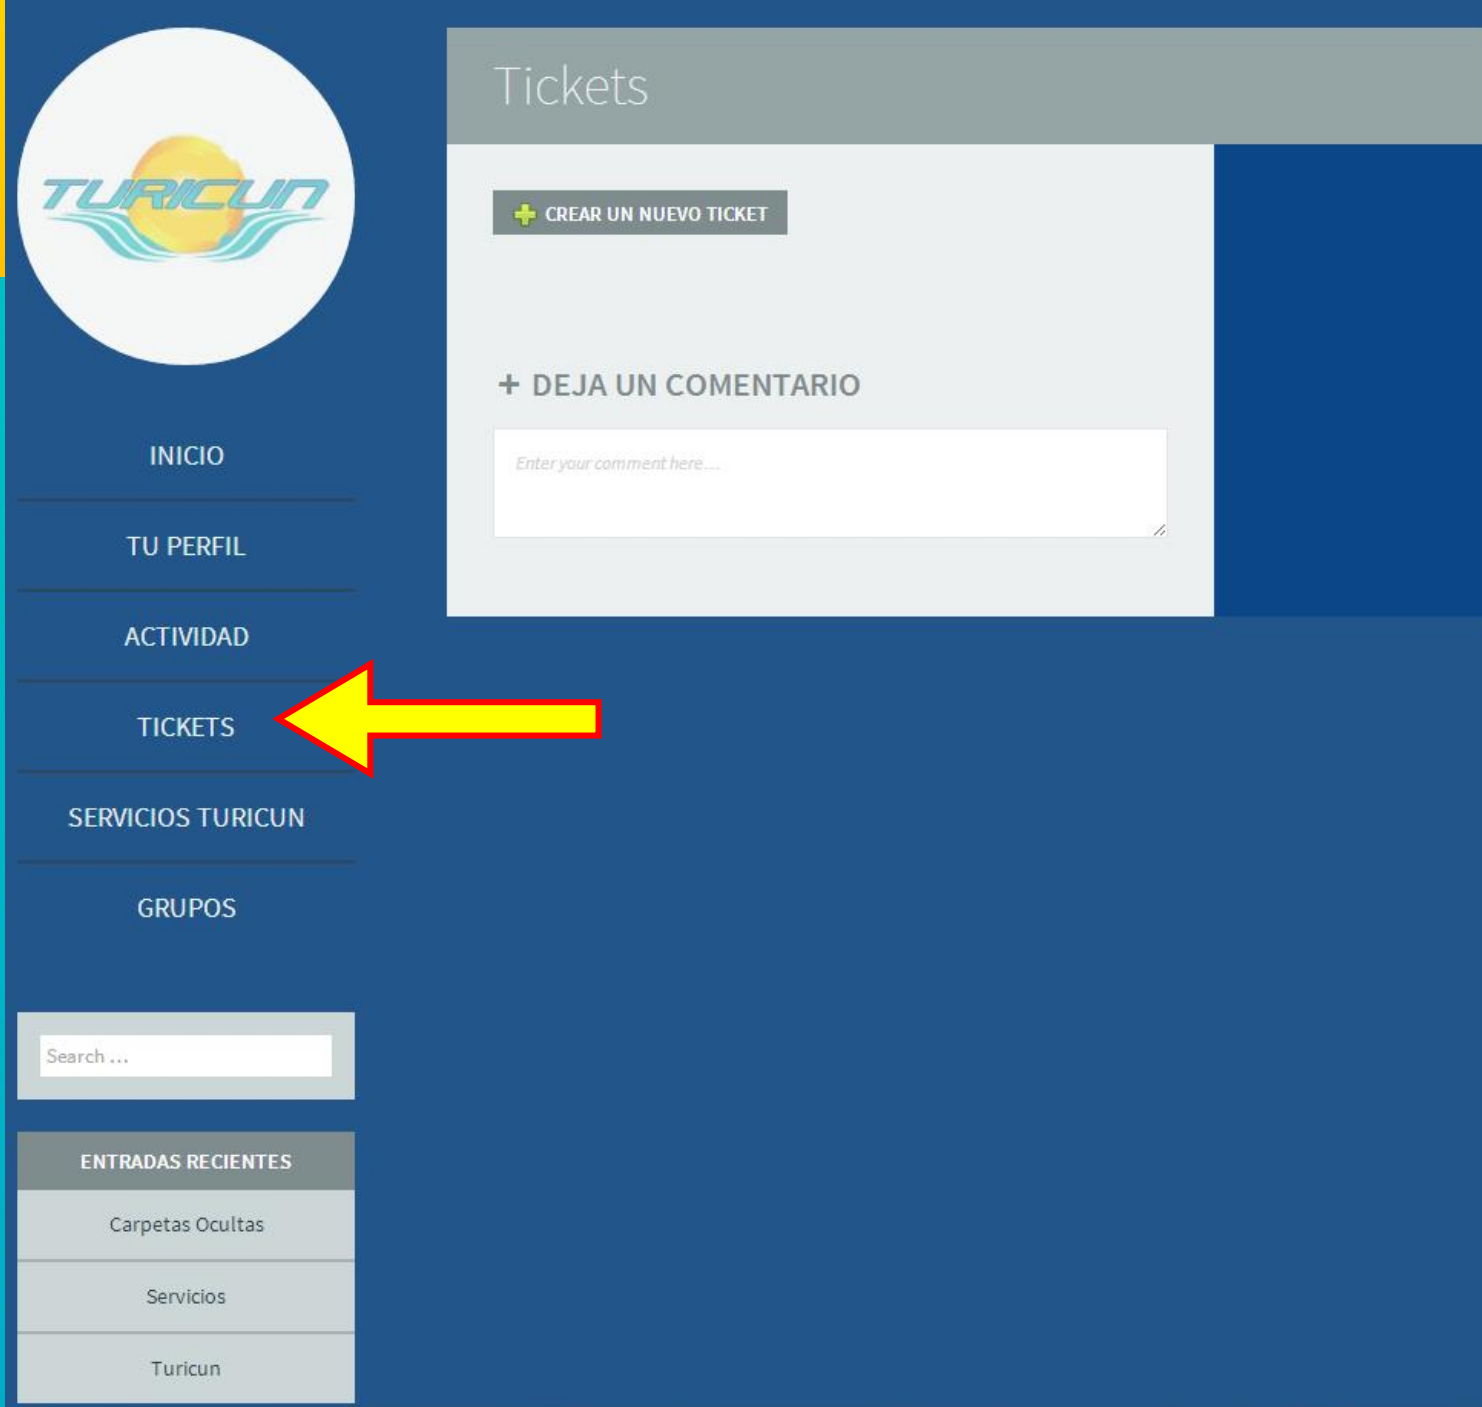 TURICUN
INICIO
TU PERFIL
ACTIVIDAD
TICKETS
SERVICIOS TURICUN
GRUPOS
Search ...
ENTRADAS RECIENTES
Carpetas Ocultas
Servicios
Turicun
Tickets
CREAR UN NUEVO TICKET
+ DEJA UN COMENTARIO
Enter your comment here...